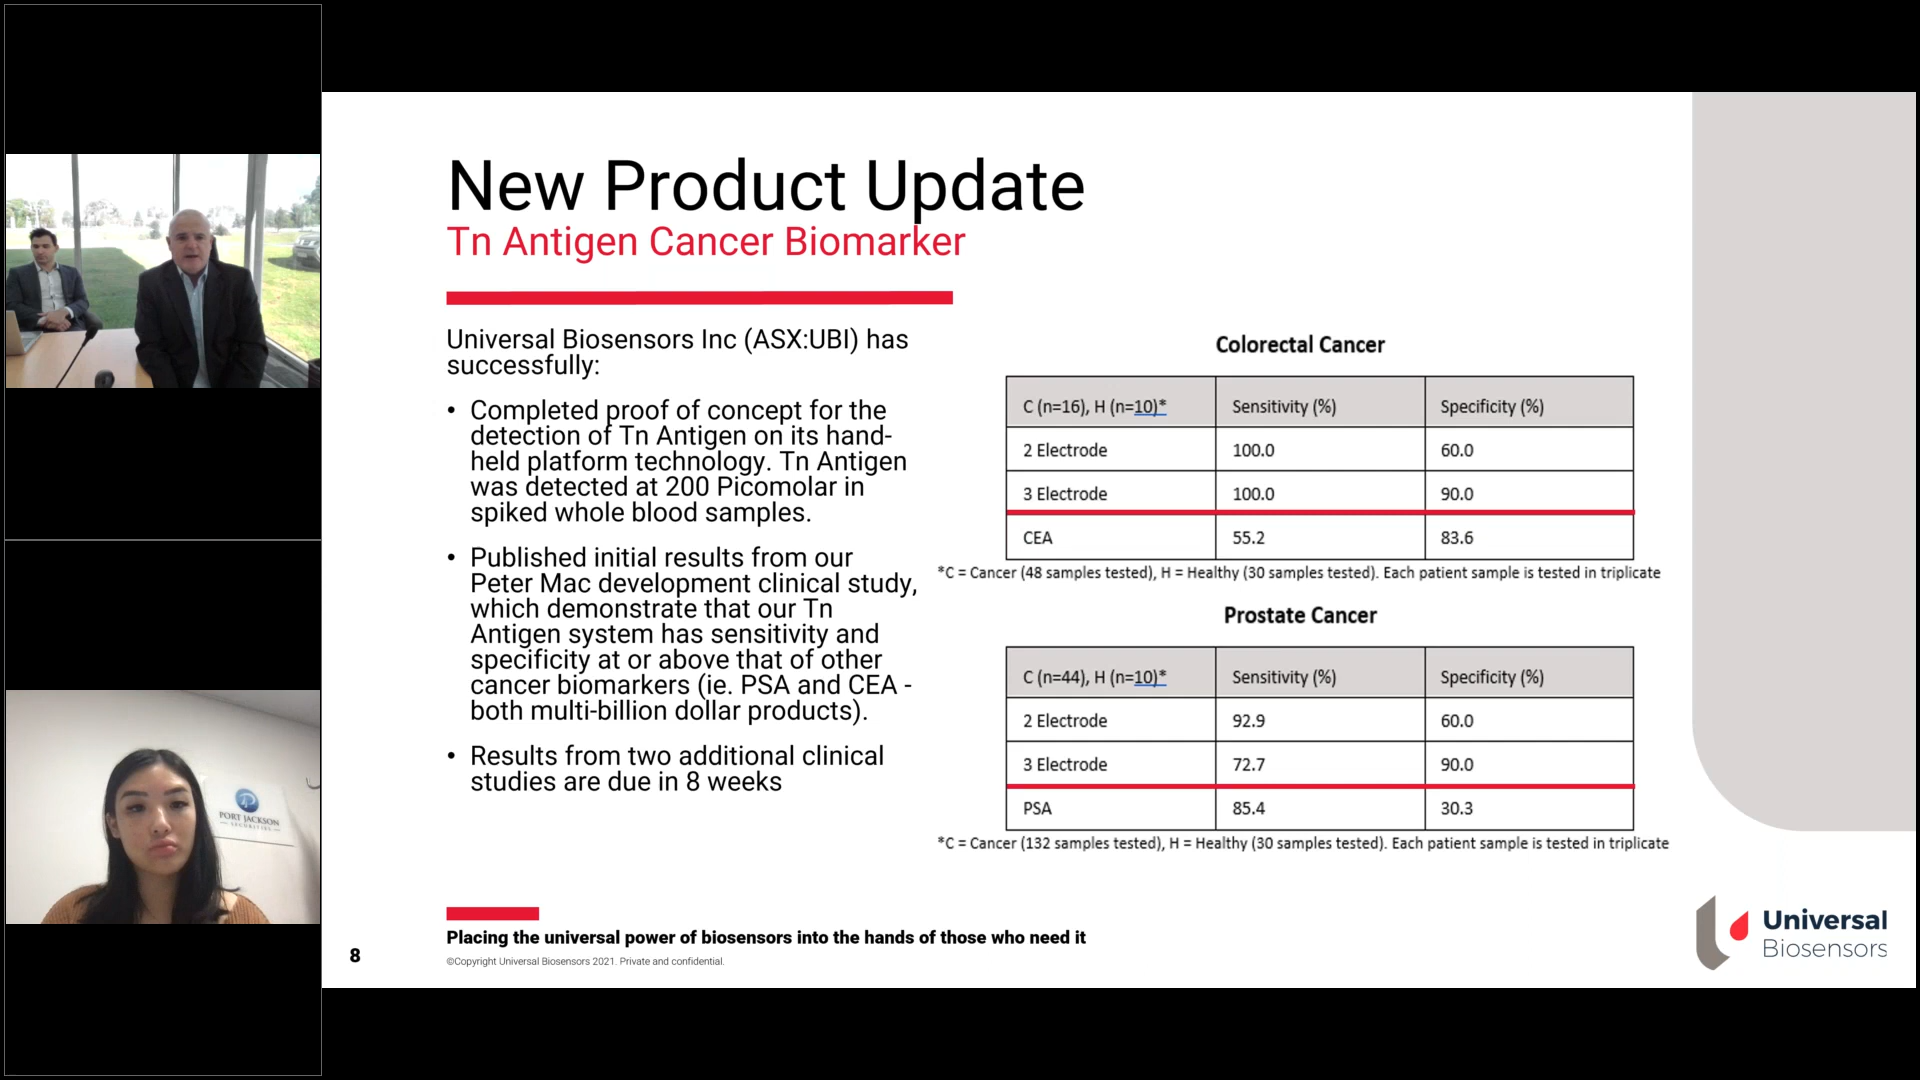 New Product Update
Tn Antigen Cancer Biomarker
Universal Biosensors Inc (ASX:UBI) has
successfully:
• Completed proof of concept for the
detection of Tn Antigen on its hand-
held platform technology. Tn Antigen
was detected at 200 Picomolar in
spiked whole blood samples.
• Published initial results from our
Peter Mac development clinical study,
which demonstrate that our Tn
Antigen system has sensitivity and
specificity at or above that of other
cancer biomarkers (ie. PSA and CEA -
both multi-billion dollar products).
• Results from two additional clinical
studies are due in 8 weeks
Colorectal Cancer
C (n=16), H (n=10)* Sensitivity (%) Specificity (%)
2 Electrode 100.0 60.0
3 Electrode 100.0 90.0
CEA 55.2 83.6
*C = Cancer (48 samples tested), H = Healthy (30 samples tested). Each patient sample is tested in triplicate
Prostate Cancer
C (n=44), H (n=10)* Sensitivity (%) Specificity (%)
2 Electrode 92.9 60.0
3 Electrode 72.7 90.0
PSA 85.4 30.3
*C = Cancer (132 samples tested), H = Healthy (30 samples tested). Each patient sample is tested in triplicate
PORT JACKSON
SECURITIES
8
Placing the universal power of biosensors into the hands of those who need it
©Copyright Universal Biosensors 2021. Private and confidential.
Universal
Biosensors